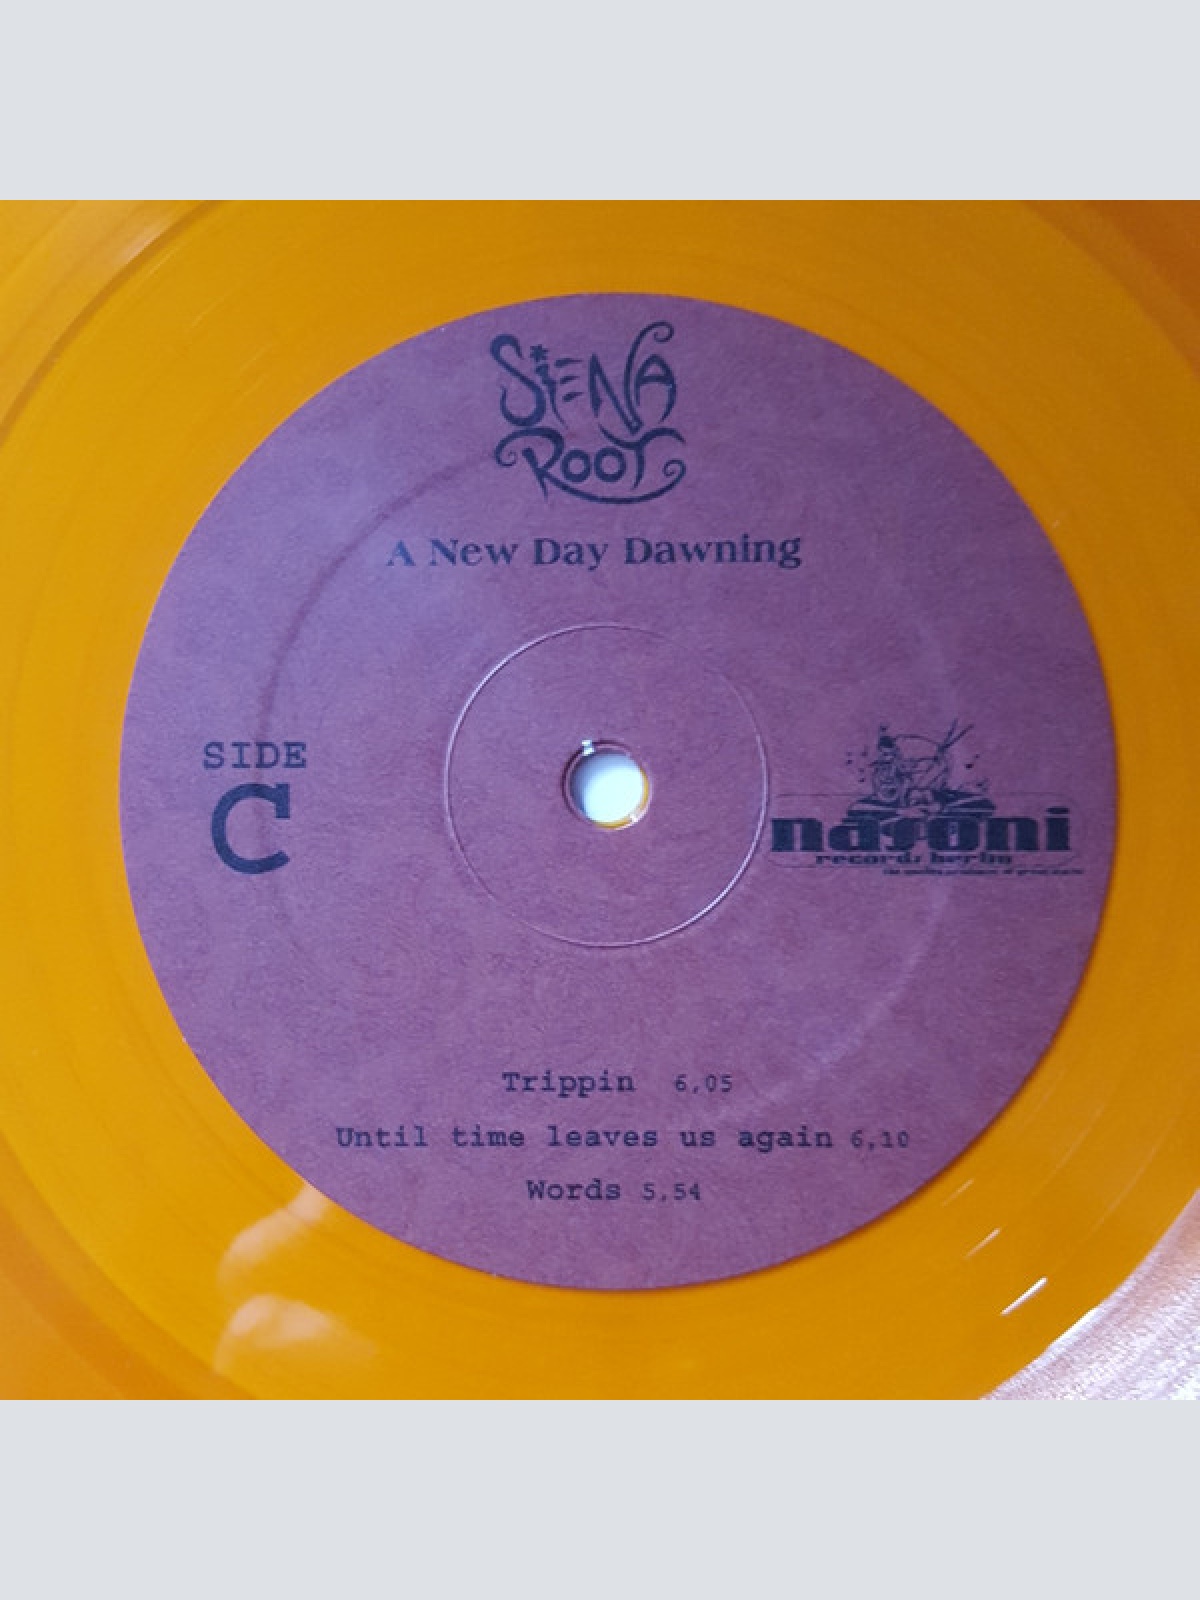 Siena
Root
A New Day Dawning
SIDE
C
nasoni
records berlin
Trippin 6,05
Until time leaves us again 6,10
Words 5,54